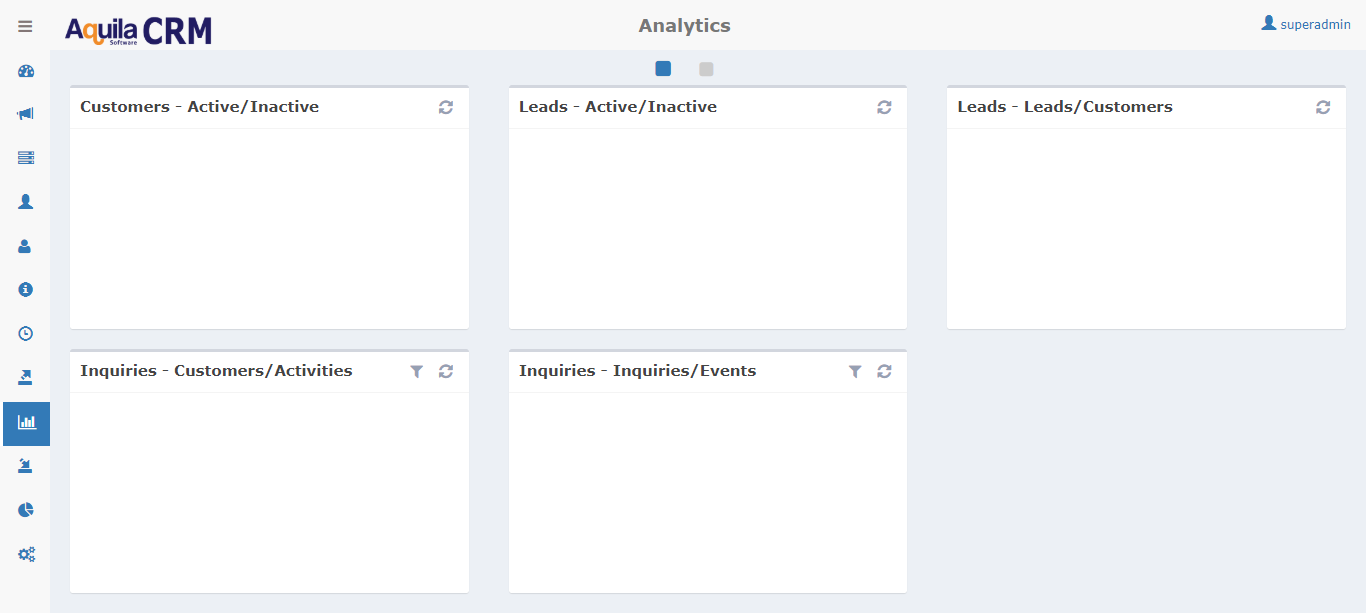 Aquila CRM
Software
Analytics
superadmin
Customers - Active/Inactive
Leads - Active/Inactive
Leads - Leads/Customers
Inquiries - Customers/Activities
Inquiries - Inquiries/Events